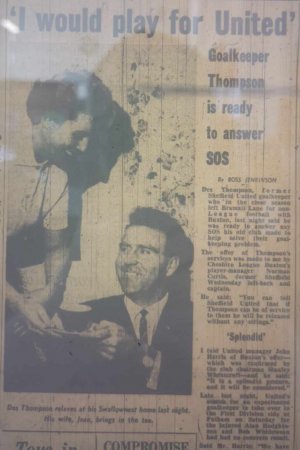 'I would play for United'
Goalkeeper
Thompson
is ready
to answer
SOS
By ROSS JENKINSON
Des Thompson, former
Sheffield United goalkeeper
who in the close season
left Bramall Lane for non-
League football with
Buxton, last night said he
was ready to answer any
SOS his old club made to
help solve their goal-
keeping problem.
The offer of Thompson's
services was made to me by
Cheshire League Buxton's
player-manager Norman
Curtis, former Sheffield
Wednesday left-back and
captain.
He said: "You can tell
Sheffield United that if
Thompson can be of service
to them he will be released
without any strings."
'Splendid'
I told United manager John
Harris of Buxton's offer—
which was confirmed by
the club chairman Stanley
and he said:
"It is a splendid gesture,
and it will be considered."
Late last night, United's
search for an experienced
goalkeeper to take over in
the First Division side at
Fulham on Saturday for
the injured Alan Hodgkin-
son and Bob Widdowson
had had no concrete result.
Said Mr. Harris: "We have
Des Thompson relaxes at his Swallownest home last night.
His wife, Jean, brings in the tea.
COMPROMISE